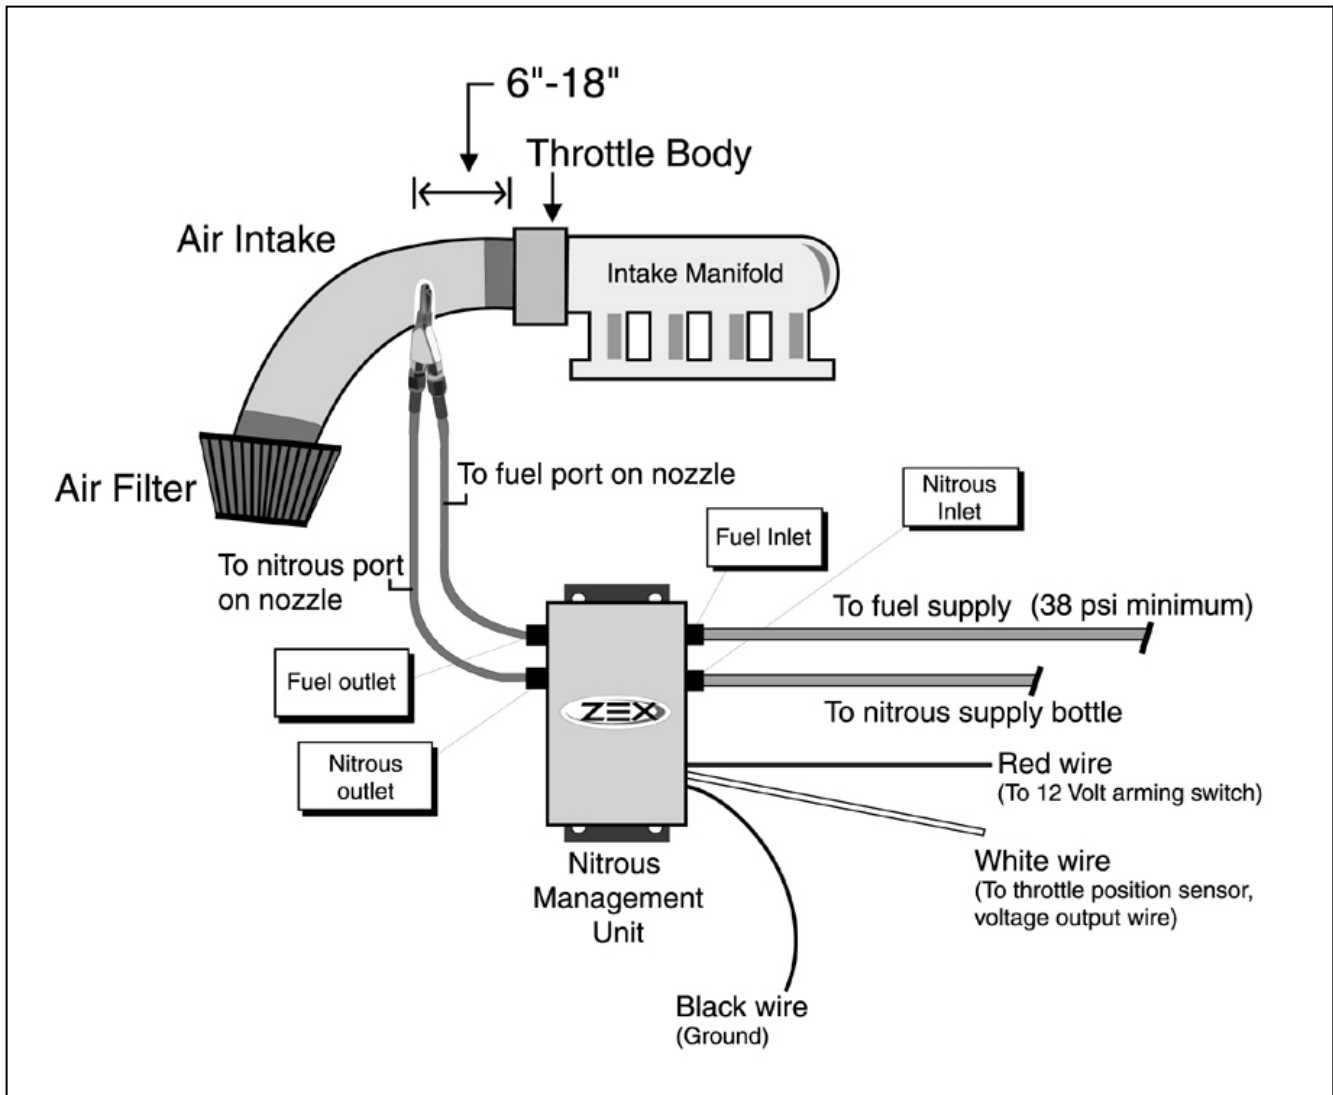 6"-18"
Throttle Body
Air Intake
Intake Manifold
Air Filter
To fuel port on nozzle
Nitrous
Inlet
Fuel Inlet
To nitrous port
on nozzle
To fuel supply (38 psi minimum)
Fuel outlet
ZEX
To nitrous supply bottle
Nitrous
outlet
Red wire
(To 12 Volt arming switch)
White wire
(To throttle position sensor,
voltage output wire)
Nitrous
Management
Unit
Black wire
(Ground)